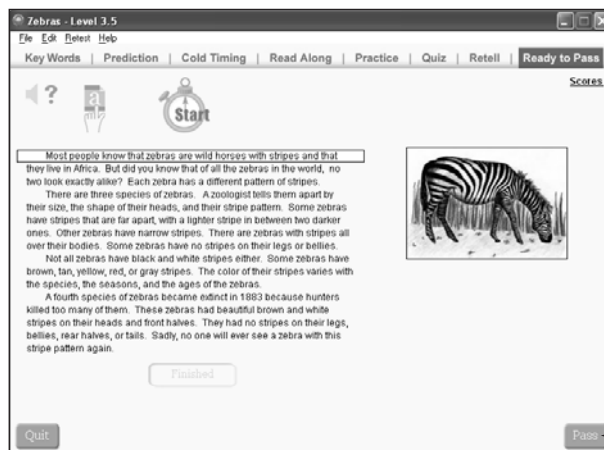 Zebras - Level 3.5
File Edit Retest Help
Key Words | Prediction | Cold Timing | Read Along | Practice | Quiz | Retell | Ready to Pass
Scores
?
a
Start
Most people know that zebras are wild horses with stripes and that
they live in Africa. But did you know that of all the zebras in the world, no
two look exactly alike? Each zebra has a different pattern of stripes.
There are three species of zebras. A zoologist tells them apart by
their size, the shape of their heads, and their stripe pattern. Some zebras
have stripes that are far apart, with a lighter stripe in between two darker
ones. Other zebras have narrow stripes. There are zebras with stripes all
over their bodies. Some zebras have no stripes on their legs or bellies.
Not all zebras have black and white stripes either. Some zebras have
brown, tan, yellow, red, or gray stripes. The color of their stripes varies with
the species, the seasons, and the ages of the zebras.
A fourth species of zebras became extinct in 1883 because hunters
killed too many of them. These zebras had beautiful brown and white
stripes on their heads and front halves. They had no stripes on their legs,
bellies, rear halves, or tails. Sadly, no one will ever see a zebra with this
stripe pattern again.
Finished
Quit
Pass